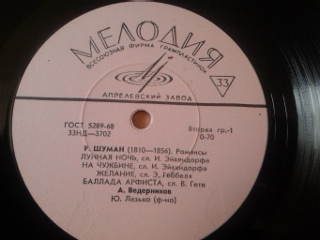 МЕЛОДИЯ
ВСЕСОЮЗНАЯ ФИРМА ГРАМПЛАСТИНОК
33
АПРЕЛЕВСКИЙ ЗАВОД
ГОСТ 5289-68
33НД—3702
Вторая гр.-1
0-70
Р. ШУМАН (1810—1856). Романсы
ЛУННАЯ НОЧЬ, сл. И. Эйхендорфа
НА ЧУЖБИНЕ, сл. И. Эйхендорфа
ЖЕЛАНИЕ, сл. Э. Геббеля
БАЛЛАДА АРФИСТА, сл. В. Гете
А. Ведерников
Ю. Лязько (ф-но)